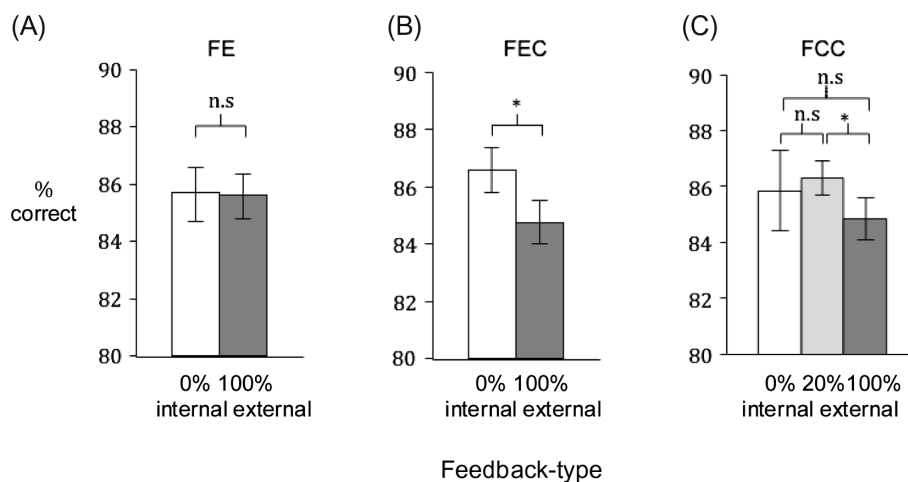 (A)
FE
90
88
86
84
82
80
n.s
% correct
0% 100%
internal external
(B)
FEC
90
88
86
84
82
80
*
0% 100%
internal external
(C)
FCC
90
88
86
84
82
80
n.s
n.s
*
0% 20%100%
internal external
Feedback-type